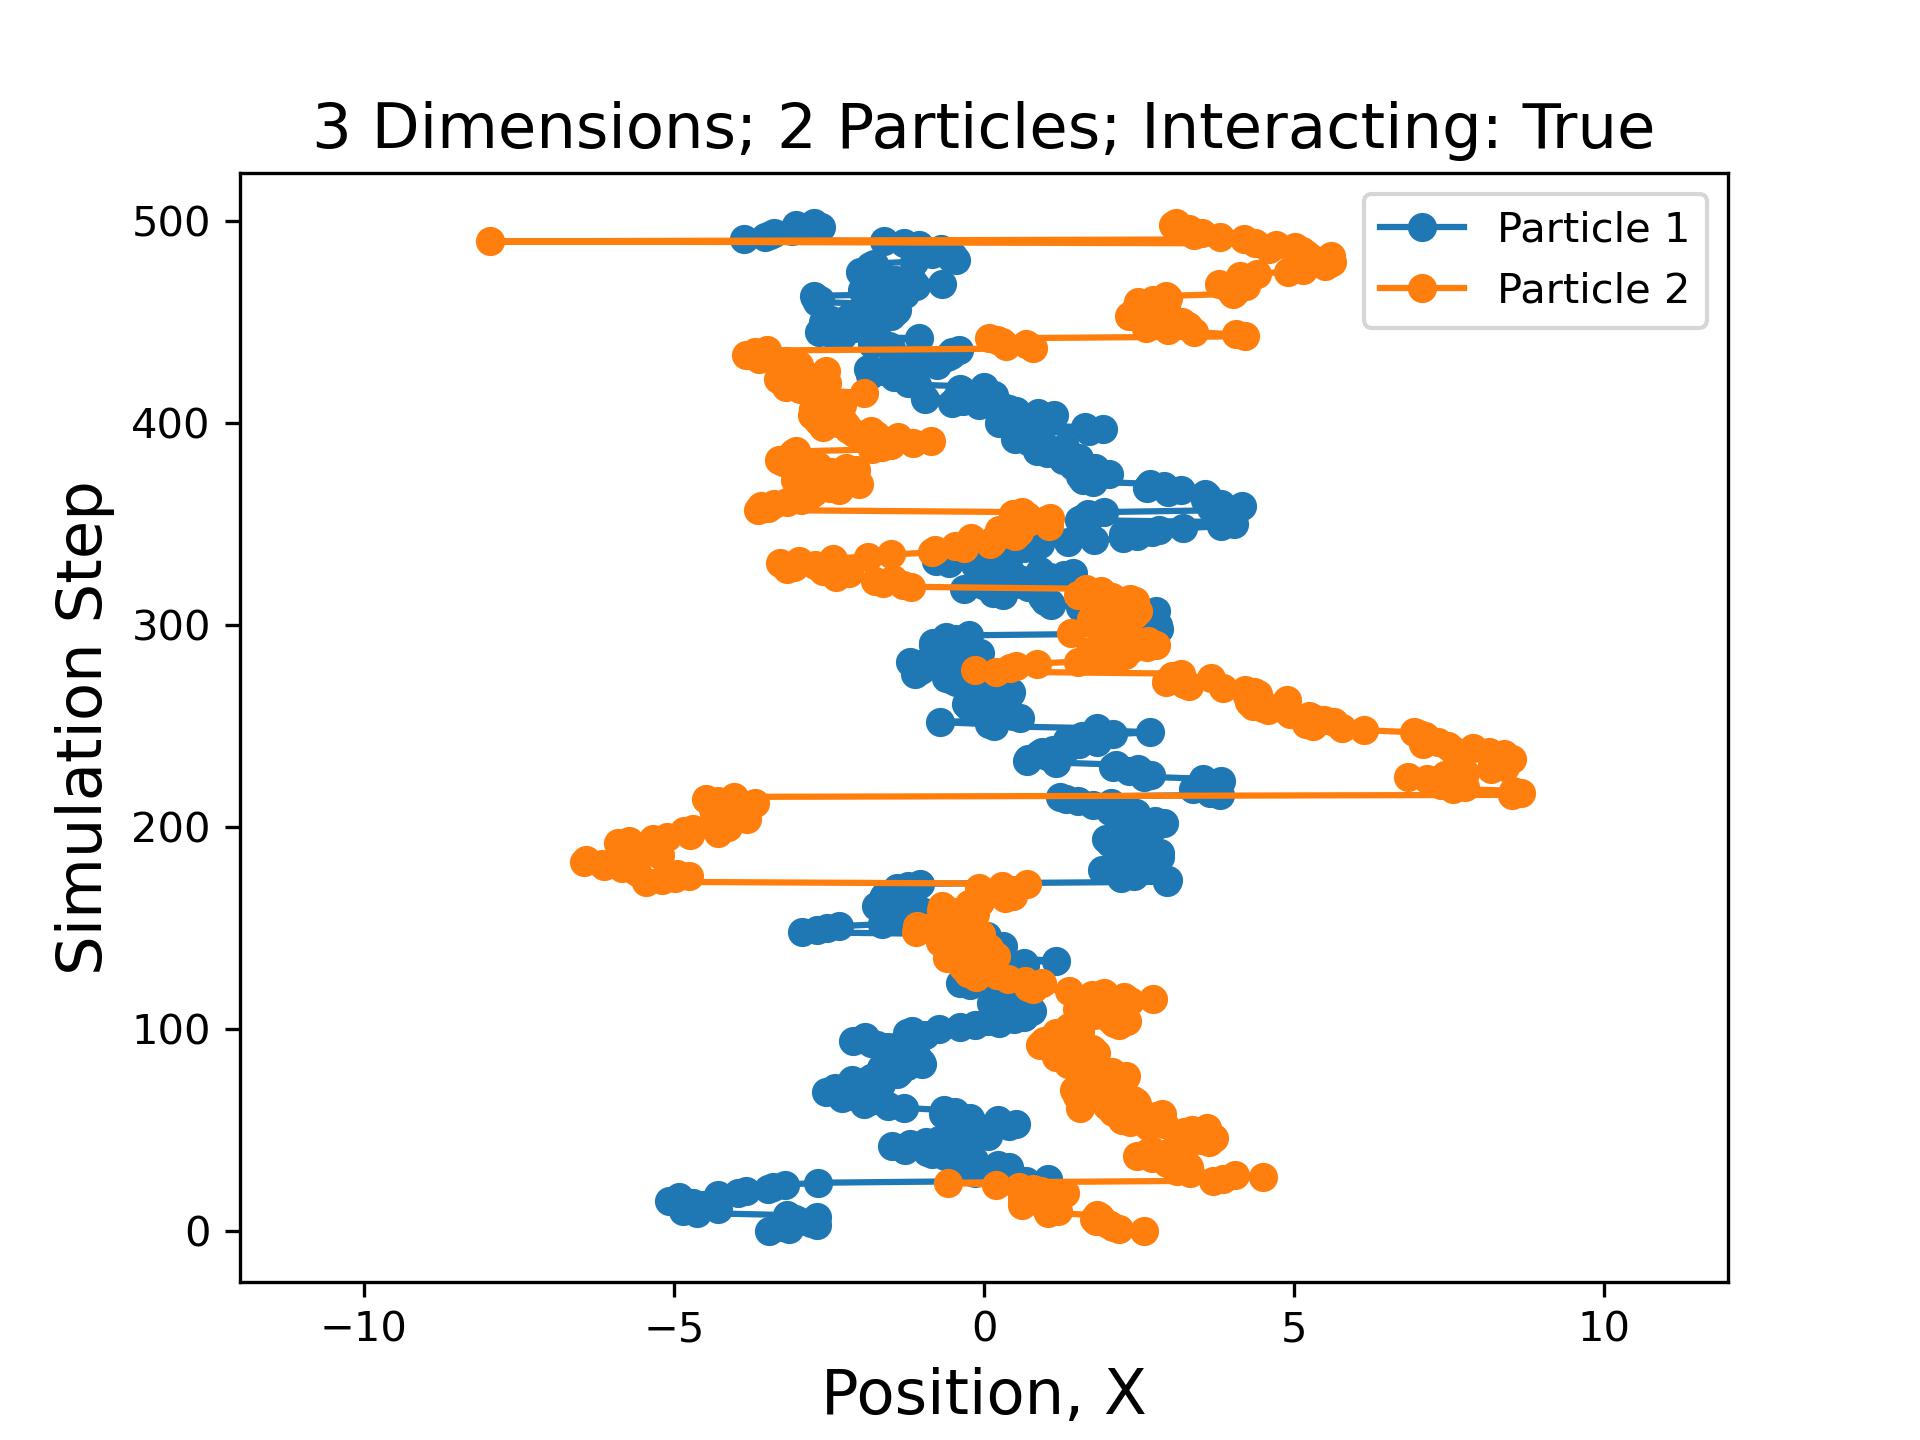 3 Dimensions; 2 Particles; Interacting: True
Particle 1
Particle 2
Simulation Step
500
400
300
200
100
0
−10
−5
0
5
10
Position, X